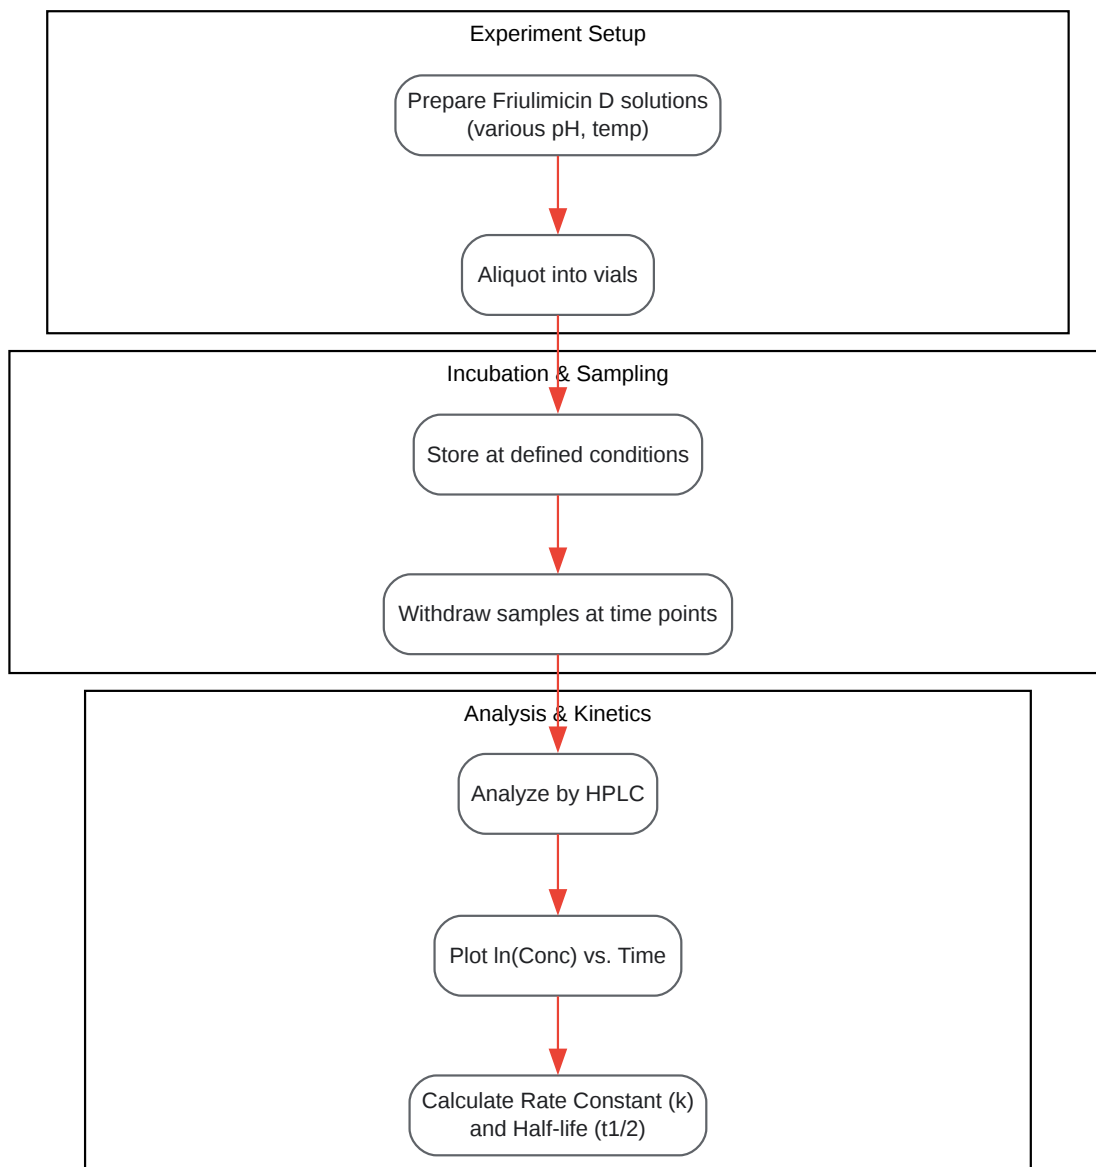 Experiment Setup
Prepare Friulimicin D solutions
(various pH, temp)
Aliquot into vials
Incubation & Sampling
Store at defined conditions
Withdraw samples at time points
Analysis & Kinetics
Analyze by HPLC
Plot ln(Conc) vs. Time
Calculate Rate Constant (k)
and Half-life (t1/2)